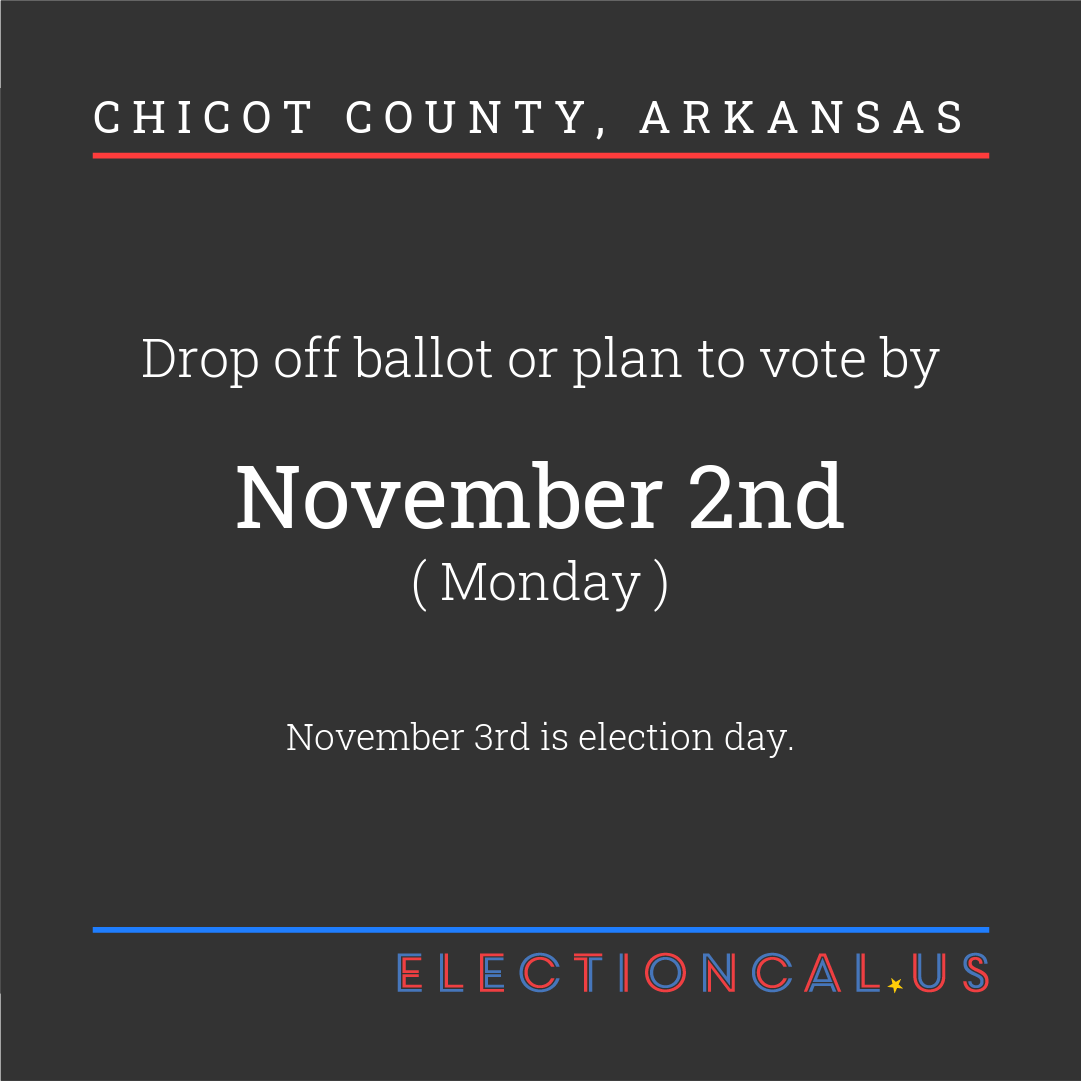 CHICOT COUNTY, ARKANSAS
Drop off ballot or plan to vote by
November 2nd
( Monday )
November 3rd is election day.
ELECTIONCAL.US